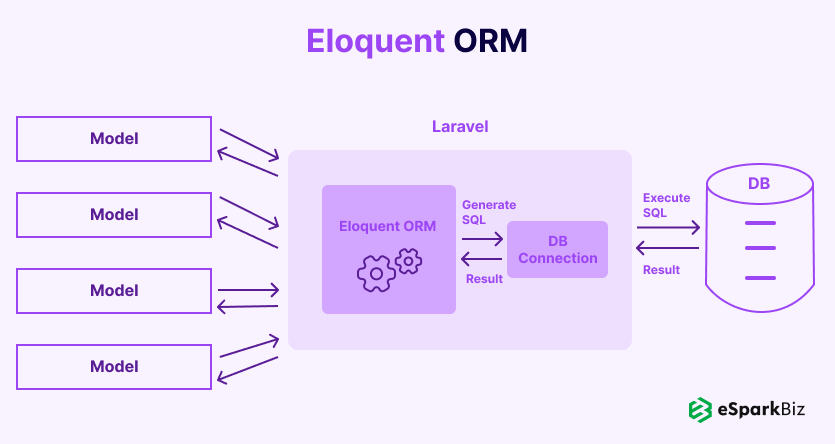 Eloquent ORM
Laravel
Model
Model
Model
Model
Eloquent ORM
Generate
SQL
Result
DB
Connection
Execute
SQL
Result
DB
eSparkBiz